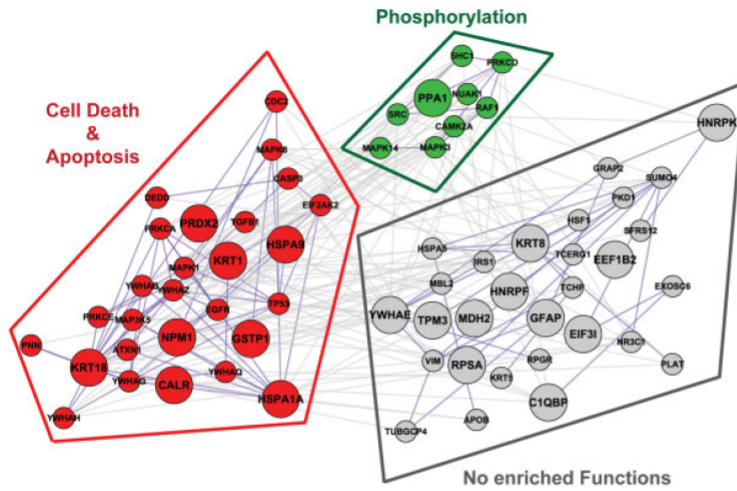 Phosphorylation
Cell Death
&
Apoptosis
SHC1
PRKCD
PPA1
NUAK1
RAF1
SRC
CAMK2A
MAPK14
MAPK3
CDC2
MAPK8
CASP3
DEDD
EIF2AK2
PRDX2
TGFB1
PRKCA
HSPA9
KRT1
MAPK1
YWHAB
YWHAZ
TP53
EGFR
PRKCE
MAP3K5
NPM1
GSTP1
PNN
ATXN1
KRT18
YWHAG
YWHAQ
CALR
HSPA1A
YWHAH
HNRPK
GRAP2
SUMO4
PKD1
HSF1
SFRS12
KRT8
HSPA5
TCERG1
IRS1
EEF1B2
MBL2
HNRPF
TCHP
EXOSC6
YWHAE
TPM3
MDH2
GFAP
EIF3I
NR3C1
VIM
RPSA
RPGR
PLAT
KRT5
C1QBP
APOB
TUBGCP4
No enriched Functions